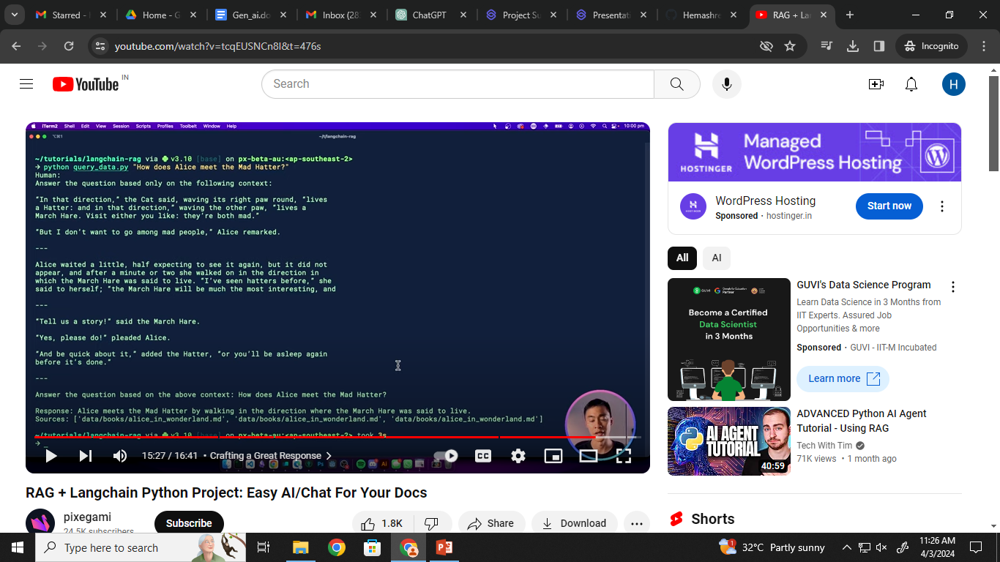 Starred -
Home - G
Gen_ai.do
Inbox (28
ChatGPT
Project Su
Presentati
Hemashre
RAG + La
youtube.com/watch?v=tcqEUSNCn8I&t=476s
Incognito
YouTube IN
Search
H
iTerm2 Shell Edit View Session Scripts Profiles Toolbelt Window Help
10:00 pm
~/t/langchain-rag
~/tutorials/langchain-rag via v3.10 [base] on px-beta-au:<ap-southeast-2>
→ python query_data.py "How does Alice meet the Mad Hatter?"
Human:
Answer the question based only on the following context:
"In that direction," the Cat said, waving its right paw round, "lives
a Hatter: and in that direction," waving the other paw, "lives a
March Hare. Visit either you like: they're both mad."
"But I don't want to go among mad people," Alice remarked.
---
Alice waited a little, half expecting to see it again, but it did not
appear, and after a minute or two she walked on in the direction in
which the March Hare was said to live. "I've seen hatters before," she
said to herself; "the March Hare will be much the most interesting, and
---
"Tell us a story!" said the March Hare.
"Yes, please do!" pleaded Alice.
"And be quick about it," added the Hatter, "or you'll be asleep again
before it's done."
---
Answer the question based on the above context: How does Alice meet the Mad Hatter?
Response: Alice meets the Mad Hatter by walking in the direction where the March Hare was said to live.
Sources: ['data/books/alice_in_wonderland.md', 'data/books/alice_in_wonderland.md', 'data/books/alice_in_wonderland.md']
~/tutorials/langchain-rag via v3.10 [base] on px-beta-au:<ap-southeast-2> took 3s
→ _
15:27 / 16:41 • Crafting a Great Response >
CC
RAG + Langchain Python Project: Easy AI/Chat For Your Docs
pixegami
24.5K subscribers
Subscribe
1.8K
Share
Download
HOSTINGER
Managed
WordPress Hosting
WordPress Hosting
Sponsored · hostinger.in
Start now
All
AI
GUVI
Google for Education
Partner
Become a Certified
Data Scientist
in 3 Months
GUVI's Data Science Program
Learn Data Science in 3 Months from
IIT Experts. Assured Job
Opportunities & more
Sponsored · GUVI - IIT-M Incubated
Learn more
AI AGENT
TUTORIAL
40:59
ADVANCED Python AI Agent
Tutorial - Using RAG
Tech With Tim
71K views • 1 month ago
Shorts
Type here to search
32°C Partly sunny
11:26 AM
4/3/2024